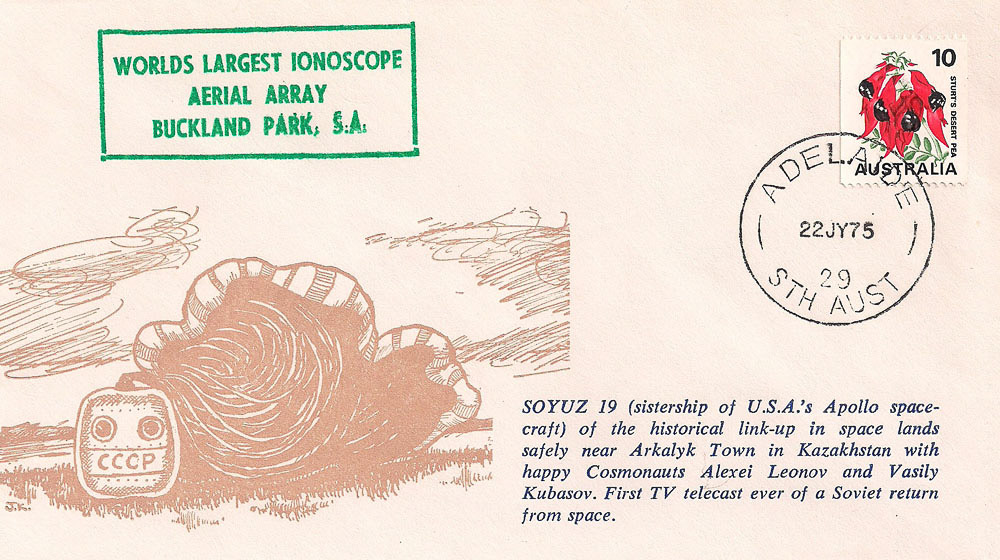 WORLDS LARGEST IONOSCOPE
AERIAL ARRAY
BUCKLAND PARK, S.A.
10
STURT'S DESERT PEA
AUSTRALIA
ADELAIDE
22JY75
29
STH AUST
CCCP
J.K.
SOYUZ 19 (sistership of U.S.A.'s Apollo space-
craft) of the historical link-up in space lands
safely near Arkalyk Town in Kazakhstan with
happy Cosmonauts Alexei Leonov and Vasily
Kubasov. First TV telecast ever of a Soviet return
from space.